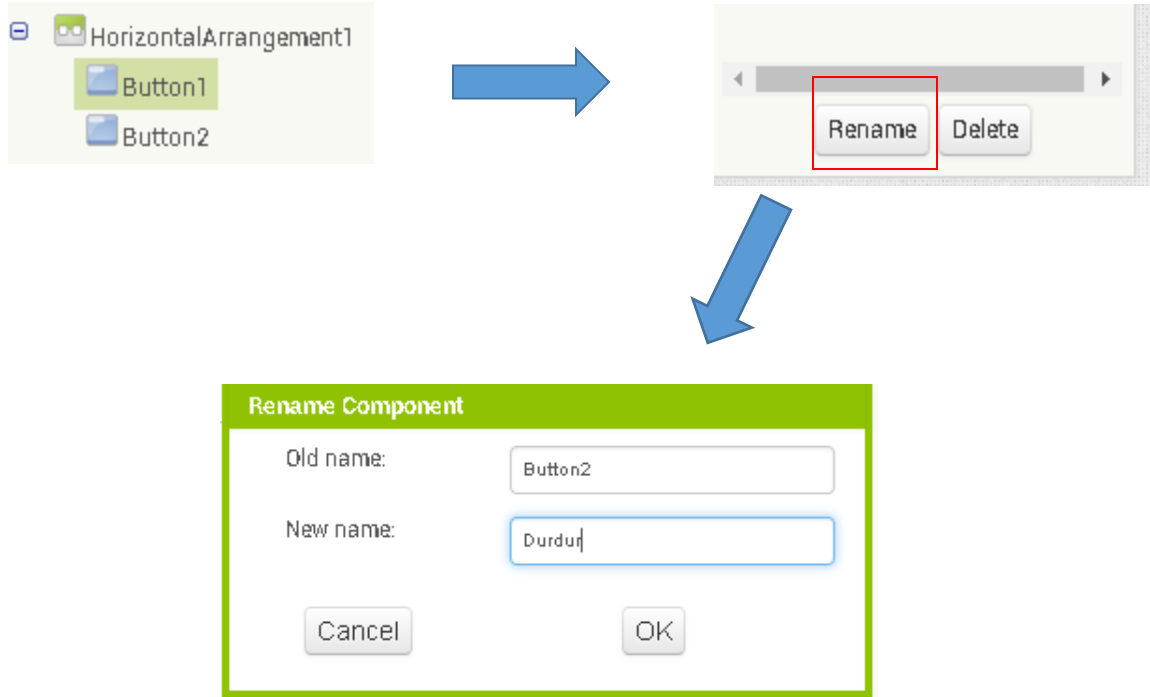 HorizontalArrangement1
Button1
Button2
Rename Delete
Rename Component
Old name: Button2
New name: Durdur
Cancel OK